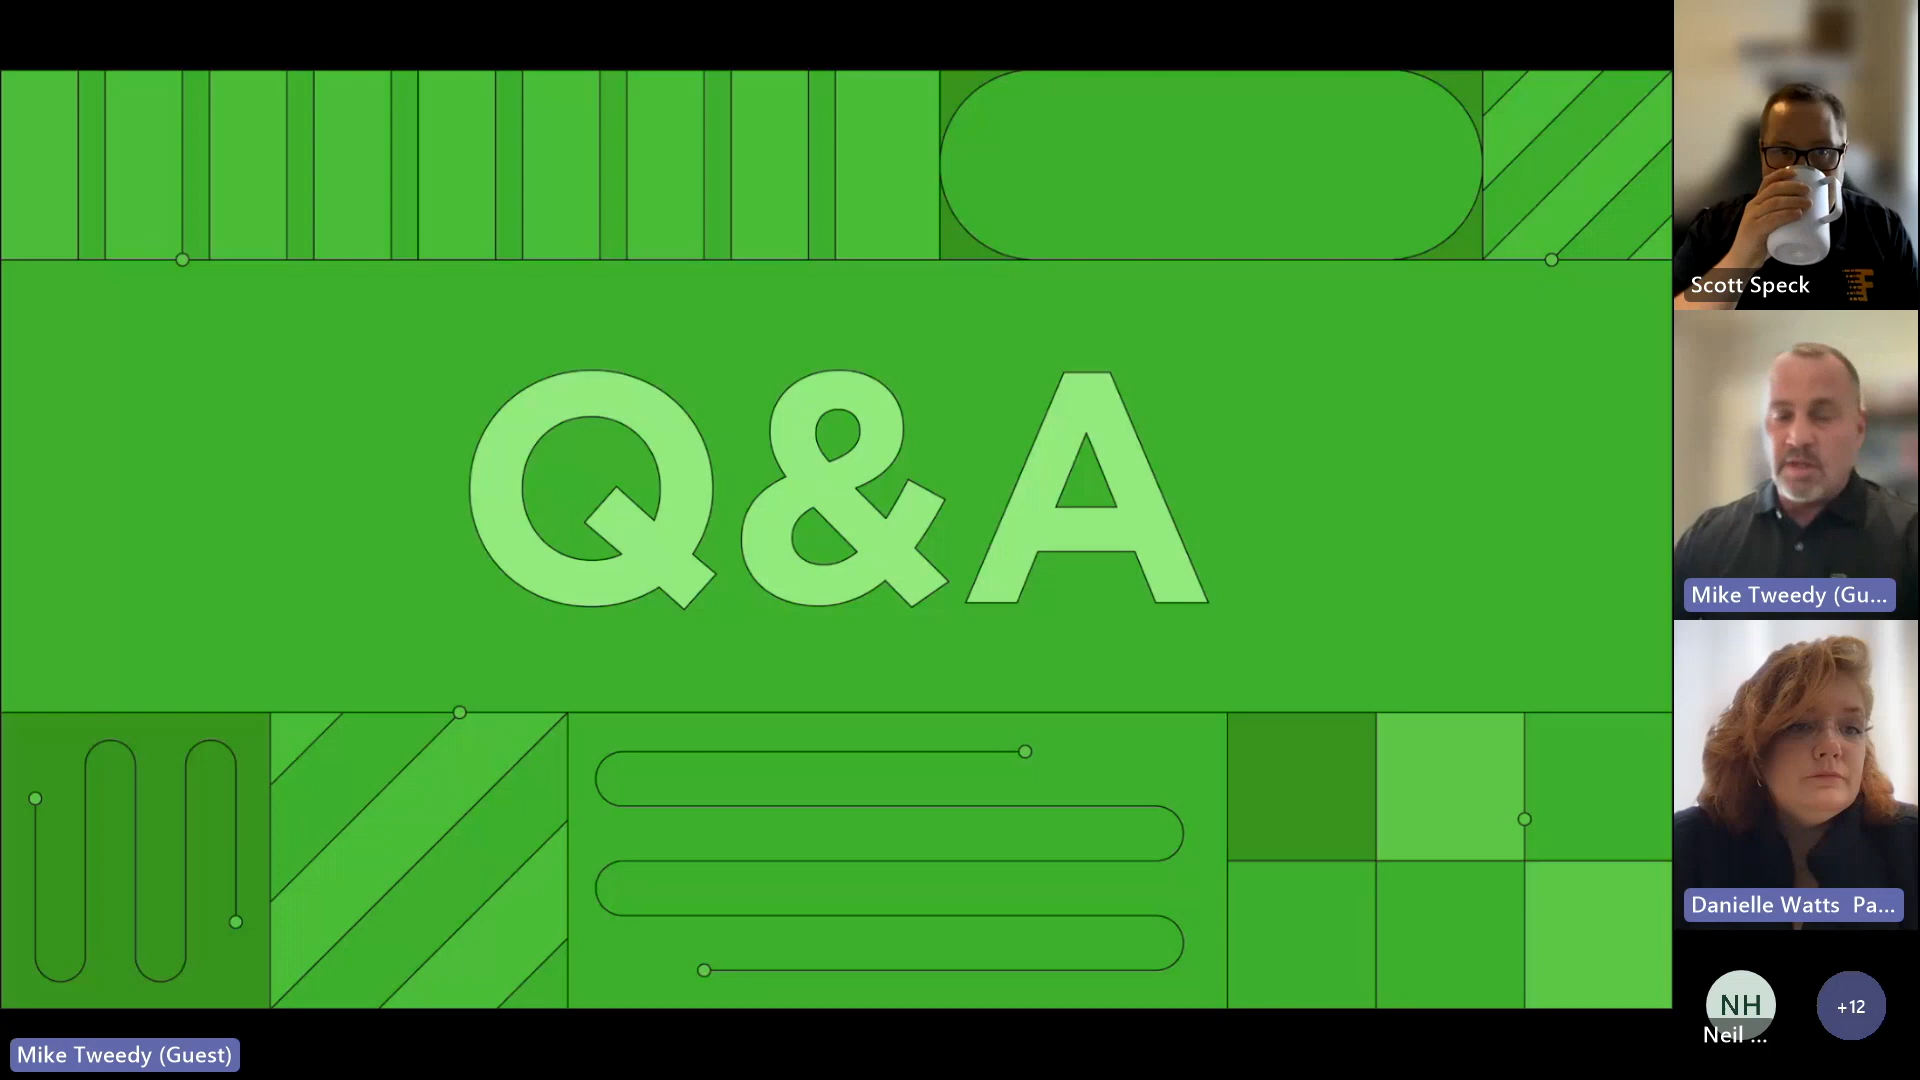 Q&A
Scott Speck
Mike Tweedy (Gu...
Danielle Watts Pa...
NH
Neil ...
+12
Mike Tweedy (Guest)